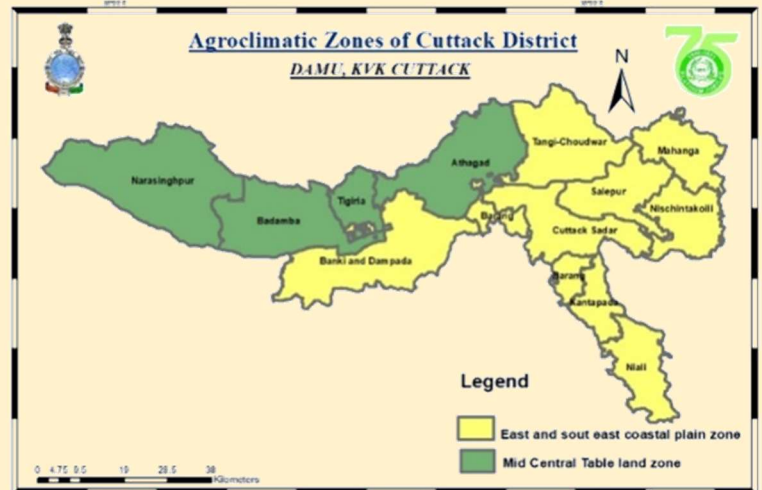 Agroclimatic Zones of Cuttack District
DAMU, KVK CUTTACK
75
N
Tangi-Choudwar
Mahanga
Athagad
Narasinghpur
Salepur
Tigiria
Nischintakoili
Badamba
Cuttack Sadar
Banki and Dampada
Barang
Kantapada
Niali
Legend
East and sout east coastal plain zone
Mid Central Table land zone
0 4.75 9.5 19 28.5 38
Kilometers